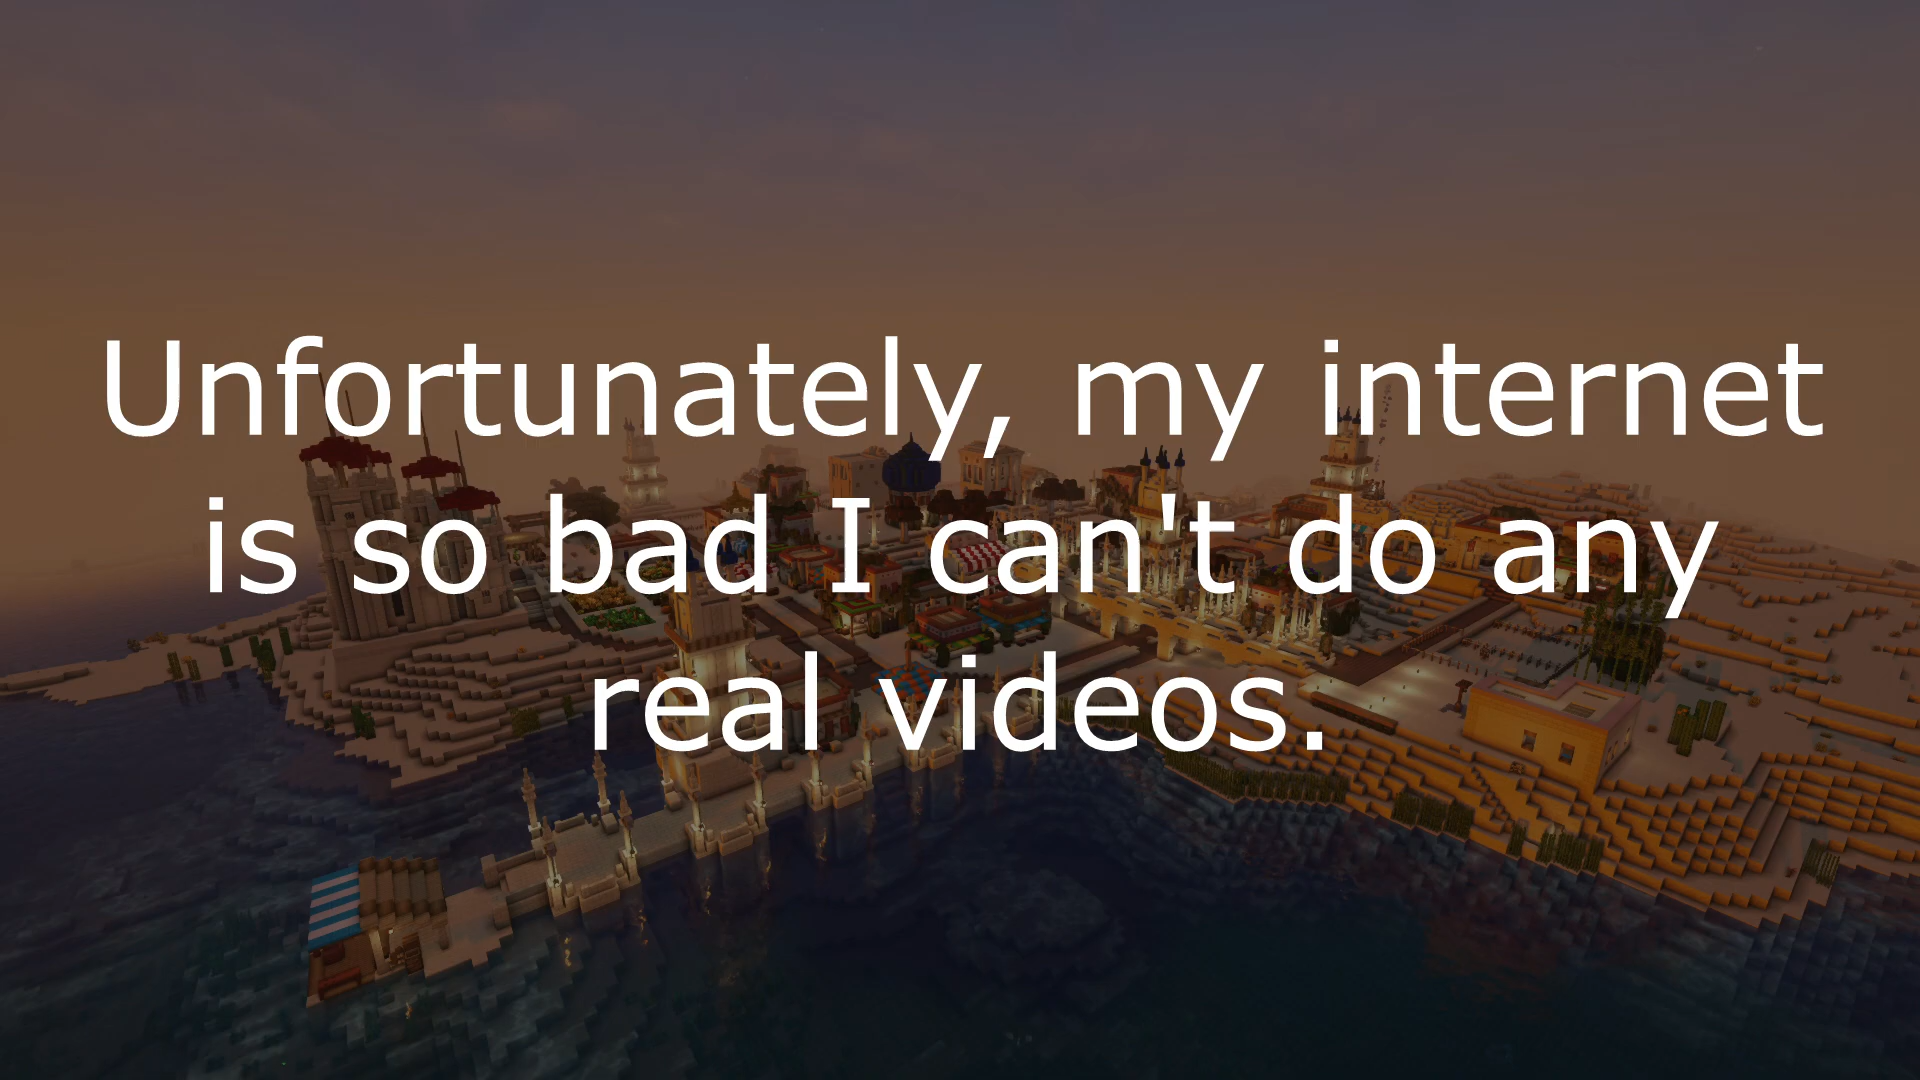 Unfortunately, my internet
is so bad I can't do any
real videos.